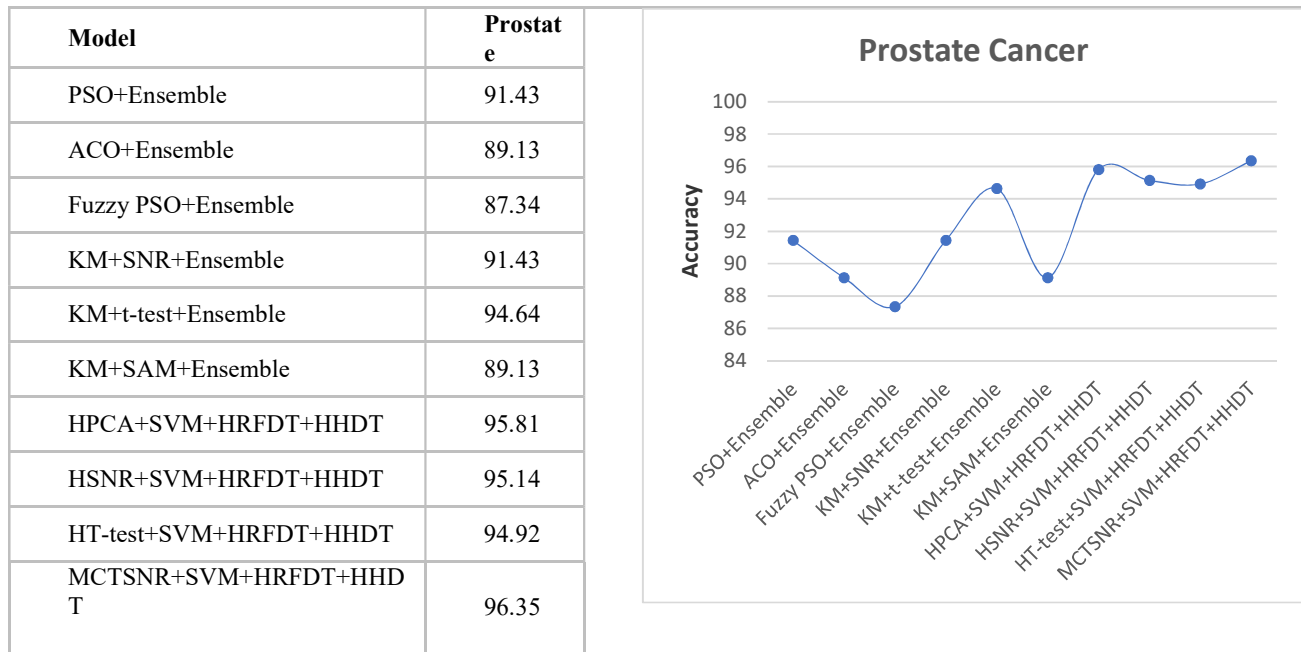 Model
Prostat
e
PSO+Ensemble
91.43
ACO+Ensemble
89.13
Fuzzy PSO+Ensemble
87.34
KM+SNR+Ensemble
91.43
KM+t-test+Ensemble
94.64
KM+SAM+Ensemble
89.13
HPCA+SVM+HRFDT+HHDT
95.81
HSNR+SVM+HRFDT+HHDT
95.14
HT-test+SVM+HRFDT+HHDT
94.92
MCTSNR+SVM+HRFDT+HHD
T
96.35
Prostate Cancer
Accuracy
100
98
96
94
92
90
88
86
84
PSO+Ensemble
ACO+Ensemble
Fuzzy PSO+Ensemble
KM+SNR+Ensemble
KM+t-test+Ensemble
KM+SAM+Ensemble
HPCA+SVM+HRFDT+HHDT
HSNR+SVM+HRFDT+HHDT
HT-test+SVM+HRFDT+HHDT
MCTSNR+SVM+HRFDT+HHDT